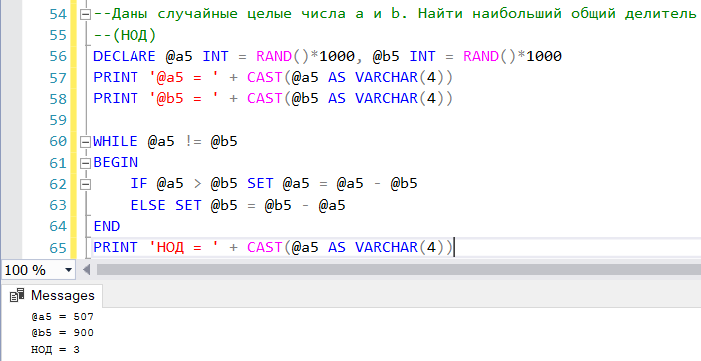 54 --Даны случайные целые числа a и b. Найти наибольший общий делитель
55 --(НОД)
56 DECLARE @a5 INT = RAND()*1000, @b5 INT = RAND()*1000
57 PRINT '@a5 = ' + CAST(@a5 AS VARCHAR(4))
58 PRINT '@b5 = ' + CAST(@b5 AS VARCHAR(4))
59
60 WHILE @a5 != @b5
61 BEGIN
62 IF @a5 > @b5 SET @a5 = @a5 - @b5
63 ELSE SET @b5 = @b5 - @a5
64 END
65 PRINT 'НОД = ' + CAST(@a5 AS VARCHAR(4))
100 %
Messages
@a5 = 507
@b5 = 900
НОД = 3